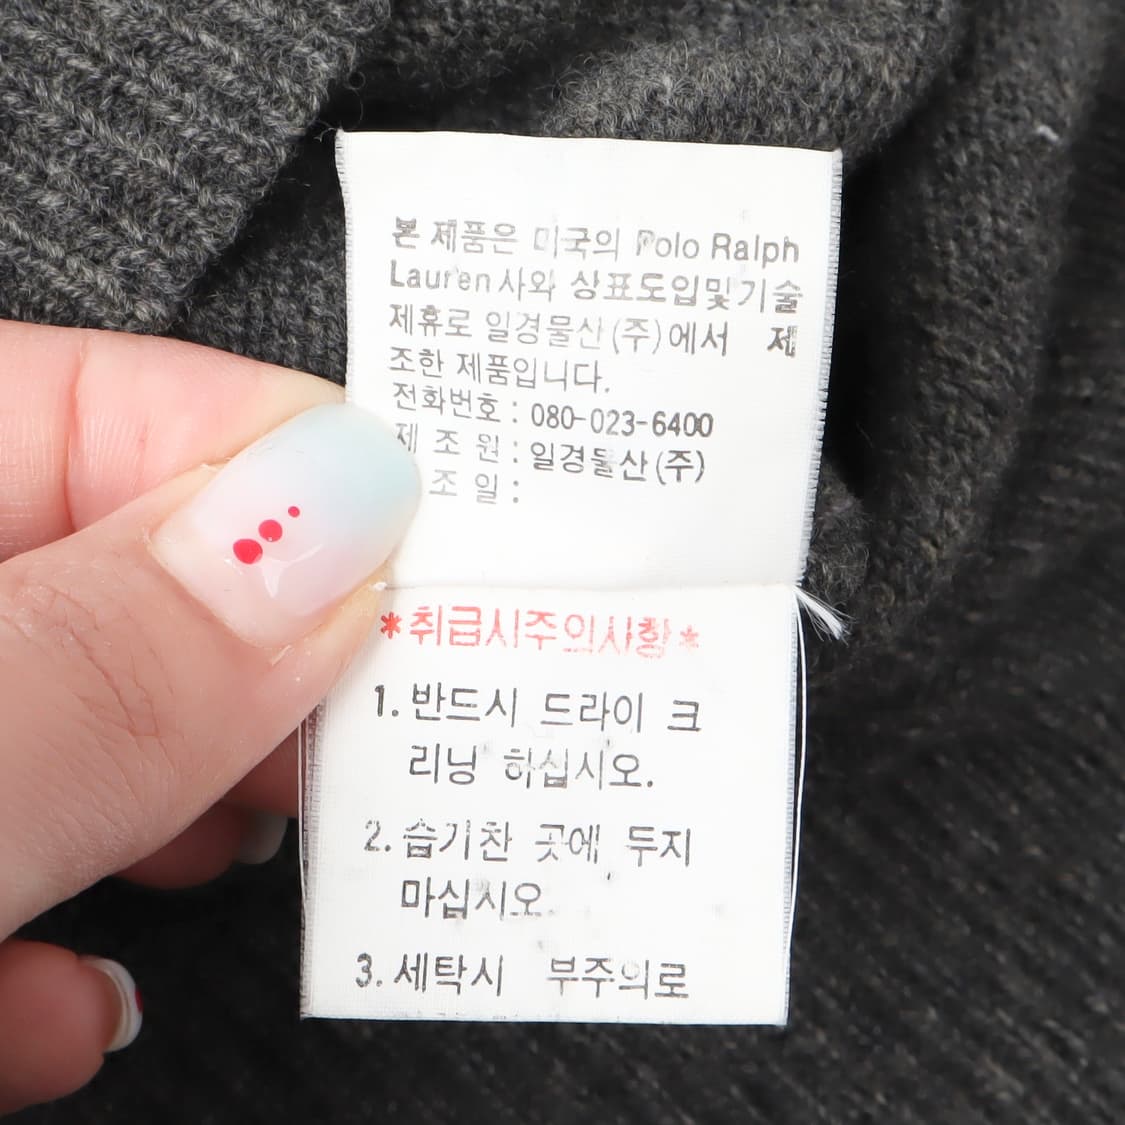 본 제품은 미국의 Polo Ralph
Lauren사와 상표도입및기술
제휴로 일경물산(주)에서 제
조한 제품입니다.
전화번호 : 080-023-6400
제 조 원 : 일경물산(주)
조 일 :
*취급시주의사항*
1. 반드시 드라이 크
리닝 하십시오.
2. 습기찬 곳에 두지
마십시오.
3. 세탁시 부주의로